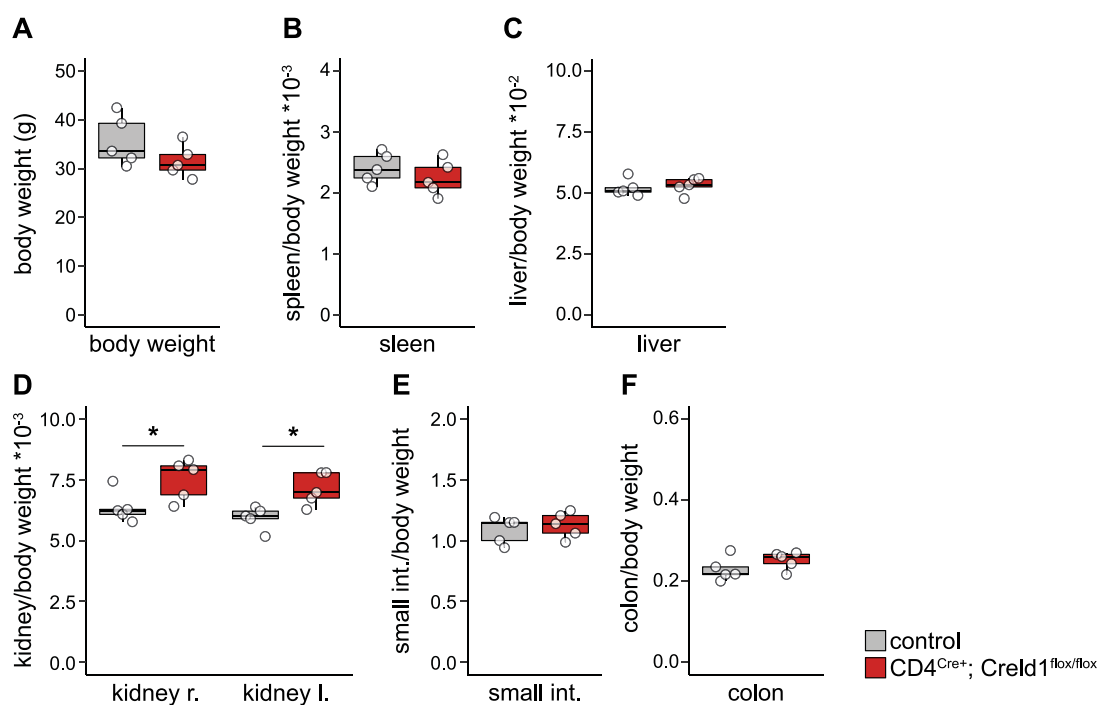 A
body weight (g)
50
40
30
20
10
0
body weight
B
spleen/body weight *10⁻³
4
3
2
1
0
sleen
C
liver/body weight *10⁻²
10.0
7.5
5.0
2.5
0.0
liver
D
kidney/body weight *10⁻³
10.0
7.5
5.0
2.5
0.0
* *
kidney r. kidney l.
E
small int./body weight
2.0
1.5
1.0
0.5
0.0
small int.
F
colon/body weight
0.6
0.4
0.2
0.0
colon
control
CD4ᶜʳᵉ⁺; Creld1ᶠˡᵒˣ/ᶠˡᵒˣ